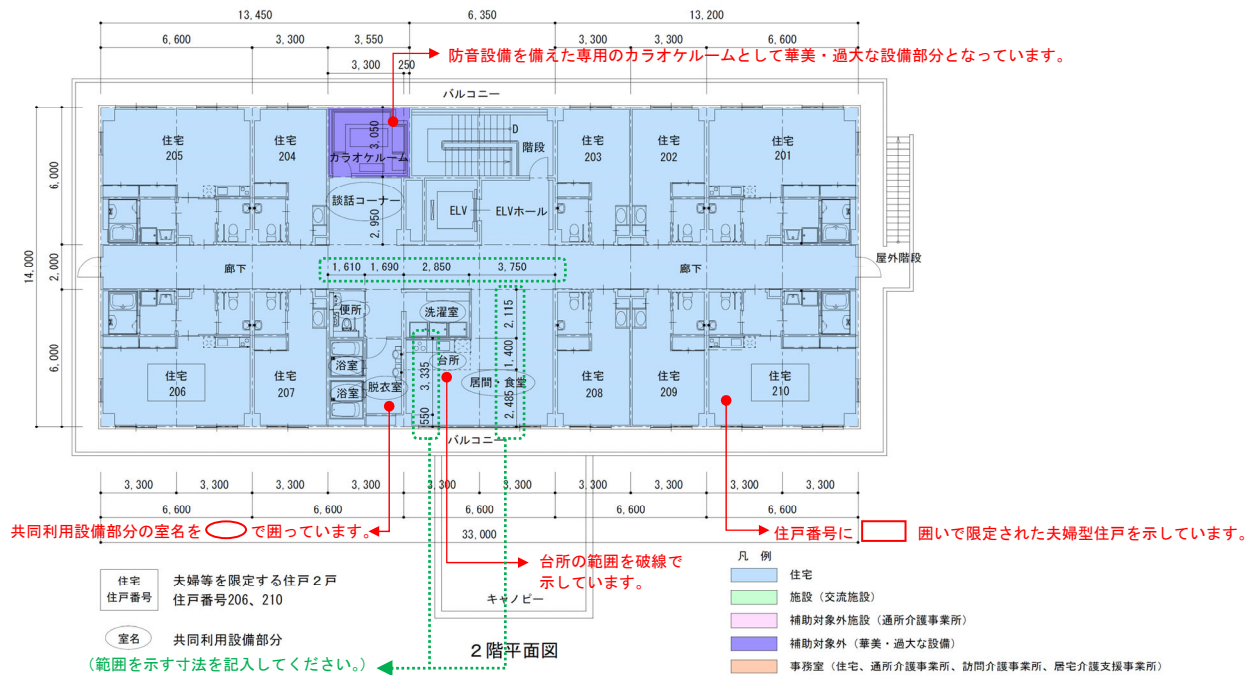 13,450
6,350
13,200
6,600
3,300
3,550
3,300
3,300
6,600
防音設備を備えた専用のカラオケルームとして華美・過大な設備部分となっています。
3,300
250
バルコニー
14,000
6,000
2,000
6,000
住宅
205
住宅
204
3,050
カラオケルーム
D
階段
住宅
203
住宅
202
住宅
201
談話コーナー
2,950
ELV
ELVホール
廊下
1,610
1,690
2,850
3,750
廊下
屋外階段
便所
洗濯室
2,115
1,400
2,485
台所
居間・食堂
浴室
浴室
脱衣室
3,335
550
住宅
206
住宅
207
住宅
208
住宅
209
住宅
210
バルコニー
3,300
3,300
3,300
3,300
3,300
3,300
3,300
3,300
3,300
3,300
6,600
6,600
6,600
6,600
6,600
33,000
共同利用設備部分の室名を
で囲っています。
住戸番号に
囲いで限定された夫婦型住戸を示しています。
台所の範囲を破線で
示しています。
キャノピー
住宅
住戸番号
夫婦等を限定する住戸2戸
住戸番号206、210
室名
共同利用設備部分
(範囲を示す寸法を記入してください。)
2階平面図
凡 例
住宅
施設(交流施設)
補助対象外施設(通所介護事業所)
補助対象外(華美・過大な設備)
事務室(住宅、通所介護事業所、訪問介護事業所、居宅介護支援事業所)